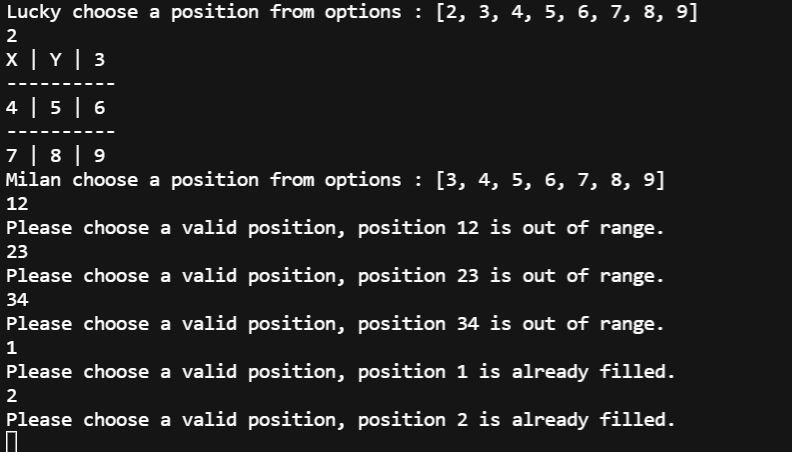 Lucky choose a position from options : [2, 3, 4, 5, 6, 7, 8, 9]
2
X | Y | 3
----------
4 | 5 | 6
----------
7 | 8 | 9
Milan choose a position from options : [3, 4, 5, 6, 7, 8, 9]
12
Please choose a valid position, position 12 is out of range.
23
Please choose a valid position, position 23 is out of range.
34
Please choose a valid position, position 34 is out of range.
1
Please choose a valid position, position 1 is already filled.
2
Please choose a valid position, position 2 is already filled.